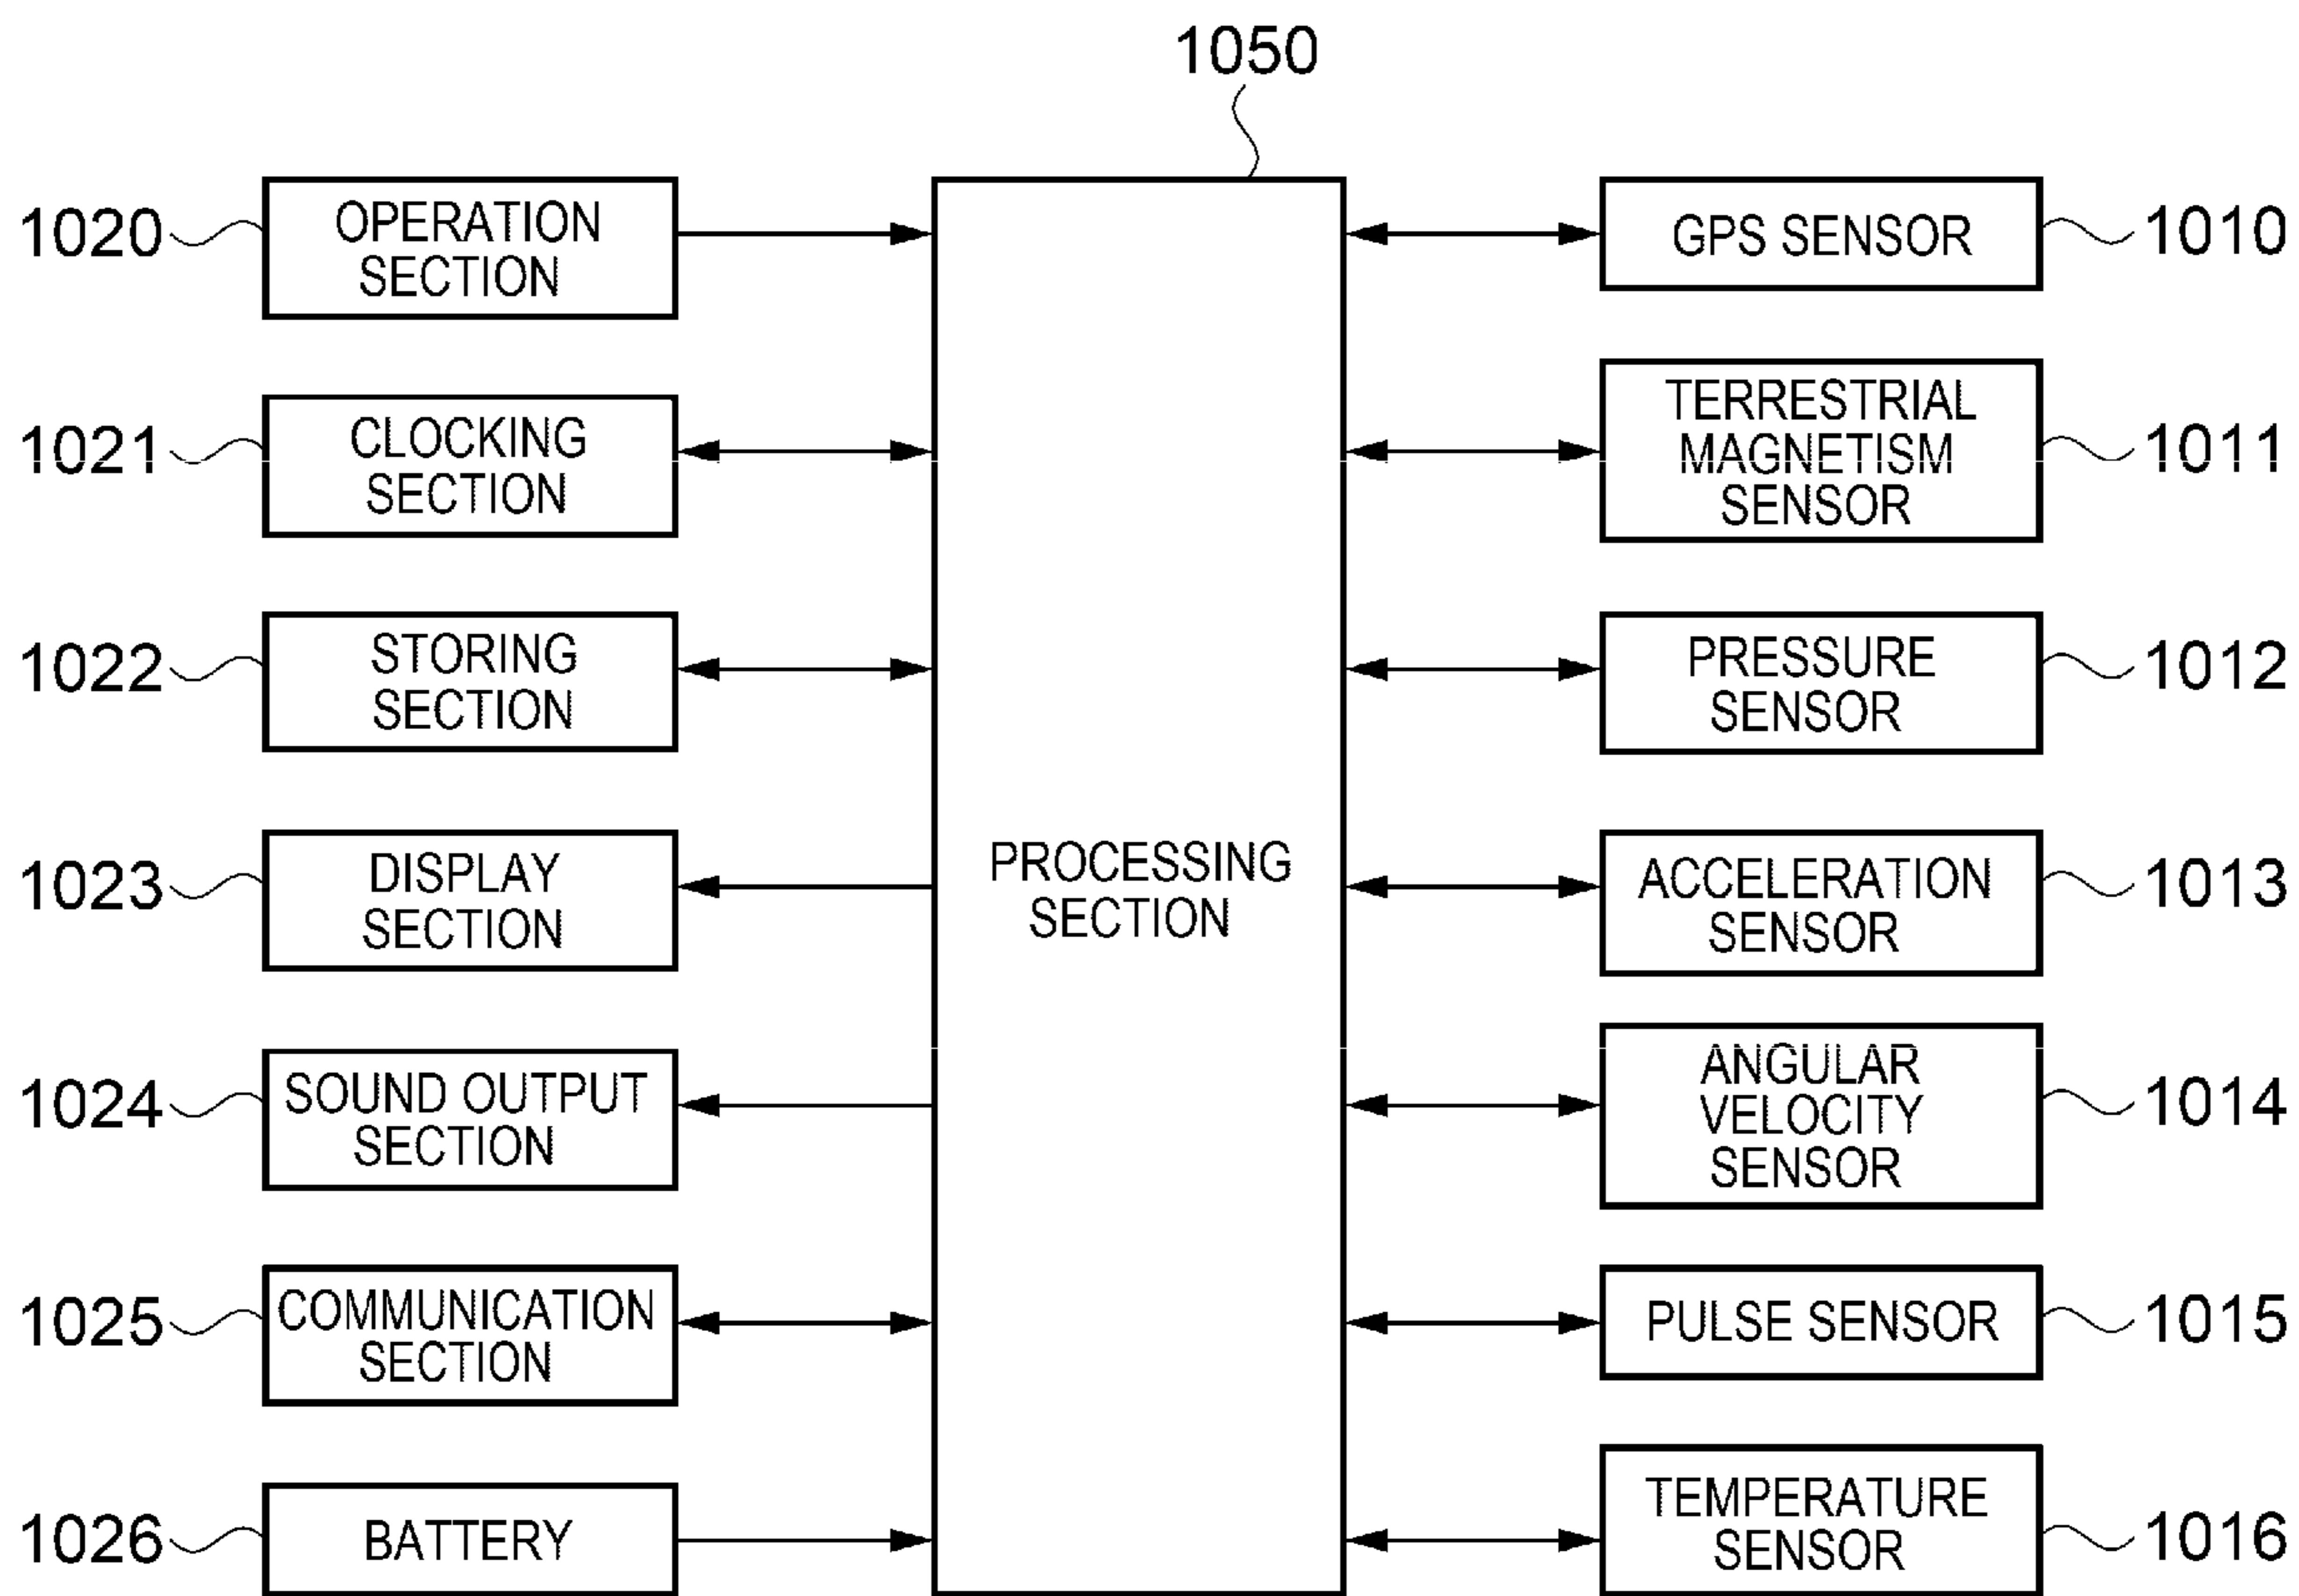 1050
1020
OPERATION
SECTION
1021
CLOCKING
SECTION
1022
STORING
SECTION
1023
DISPLAY
SECTION
1024
SOUND OUTPUT
SECTION
1025
COMMUNICATION
SECTION
1026
BATTERY
PROCESSING
SECTION
GPS SENSOR
1010
TERRESTRIAL
MAGNETISM
SENSOR
1011
PRESSURE
SENSOR
1012
ACCELERATION
SENSOR
1013
ANGULAR
VELOCITY
SENSOR
1014
PULSE SENSOR
1015
TEMPERATURE
SENSOR
1016